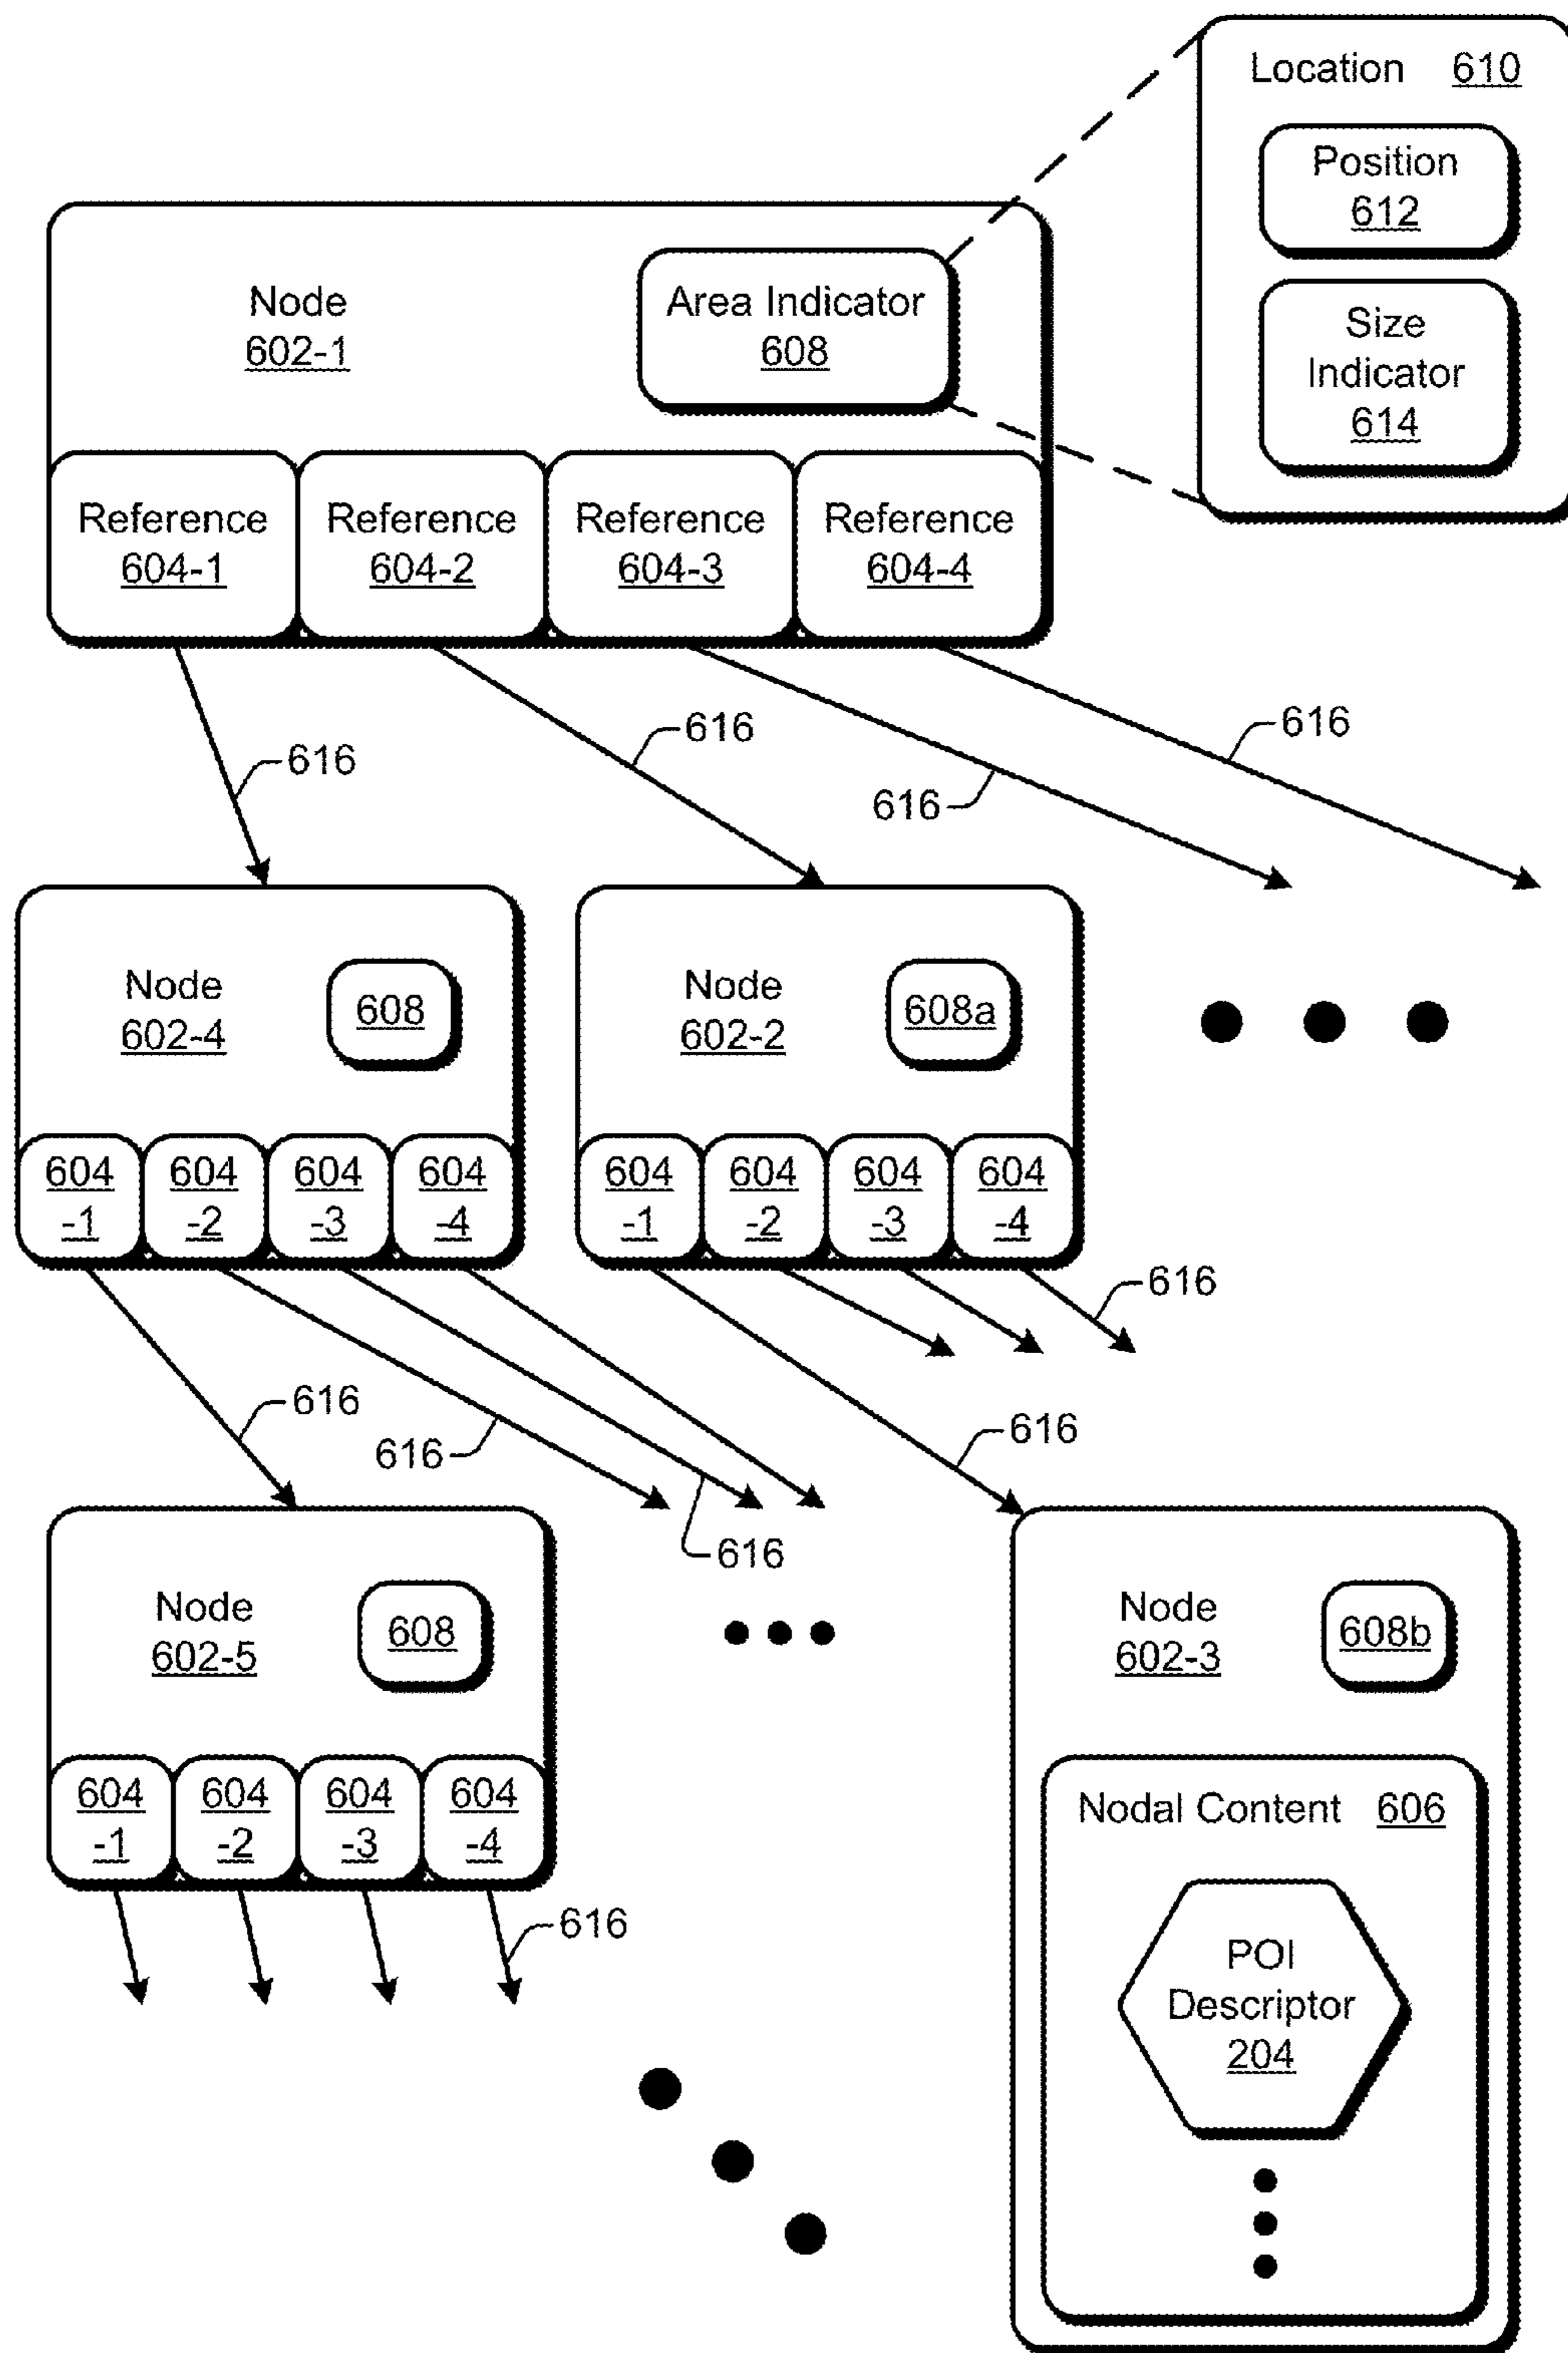 Location 610
Position
612
Size
Indicator
614
Node
602-1
Area Indicator
608
Reference
604-1
Reference
604-2
Reference
604-3
Reference
604-4
616
616
616
616
Node
602-4
608
Node
602-2
608a
604
-1
604
-2
604
-3
604
-4
604
-1
604
-2
604
-3
604
-4
616
616
616
616
616
Node
602-5
608
Node
602-3
608b
604
-1
604
-2
604
-3
604
-4
616
Nodal Content 606
POI
Descriptor
204